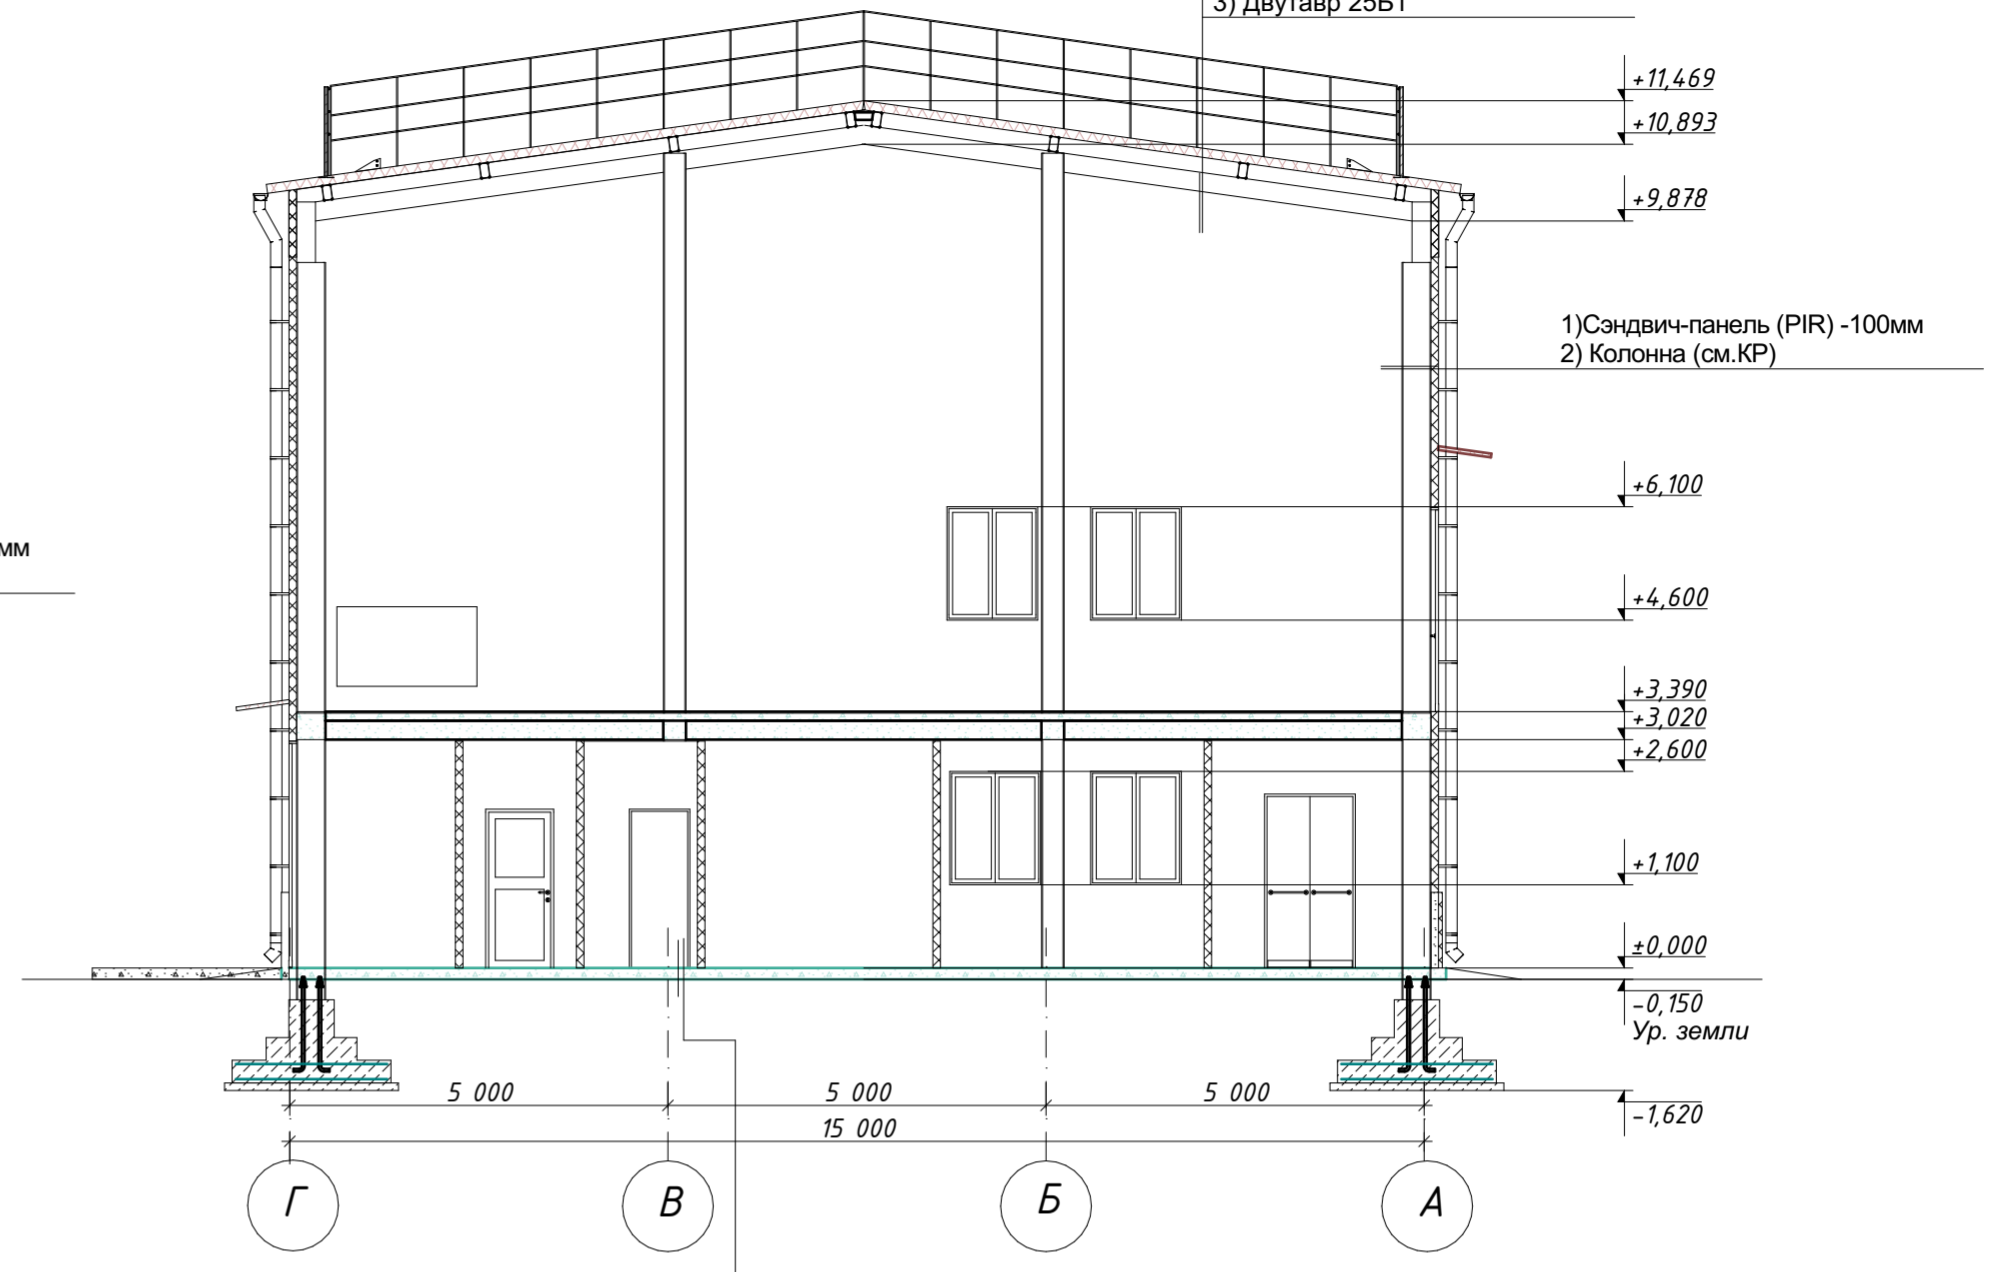 3) Двутавр 25Б1
+11,469
+10,893
+9,878
1)Сэндвич-панель (PIR) -100мм
2) Колонна (см.КР)
+6,100
мм
+4,600
+3,390
+3,020
+2,600
+1,100
±0,000
-0,150
Ур. земли
5 000 5 000 5 000
-1,620
15 000
Г В Б А